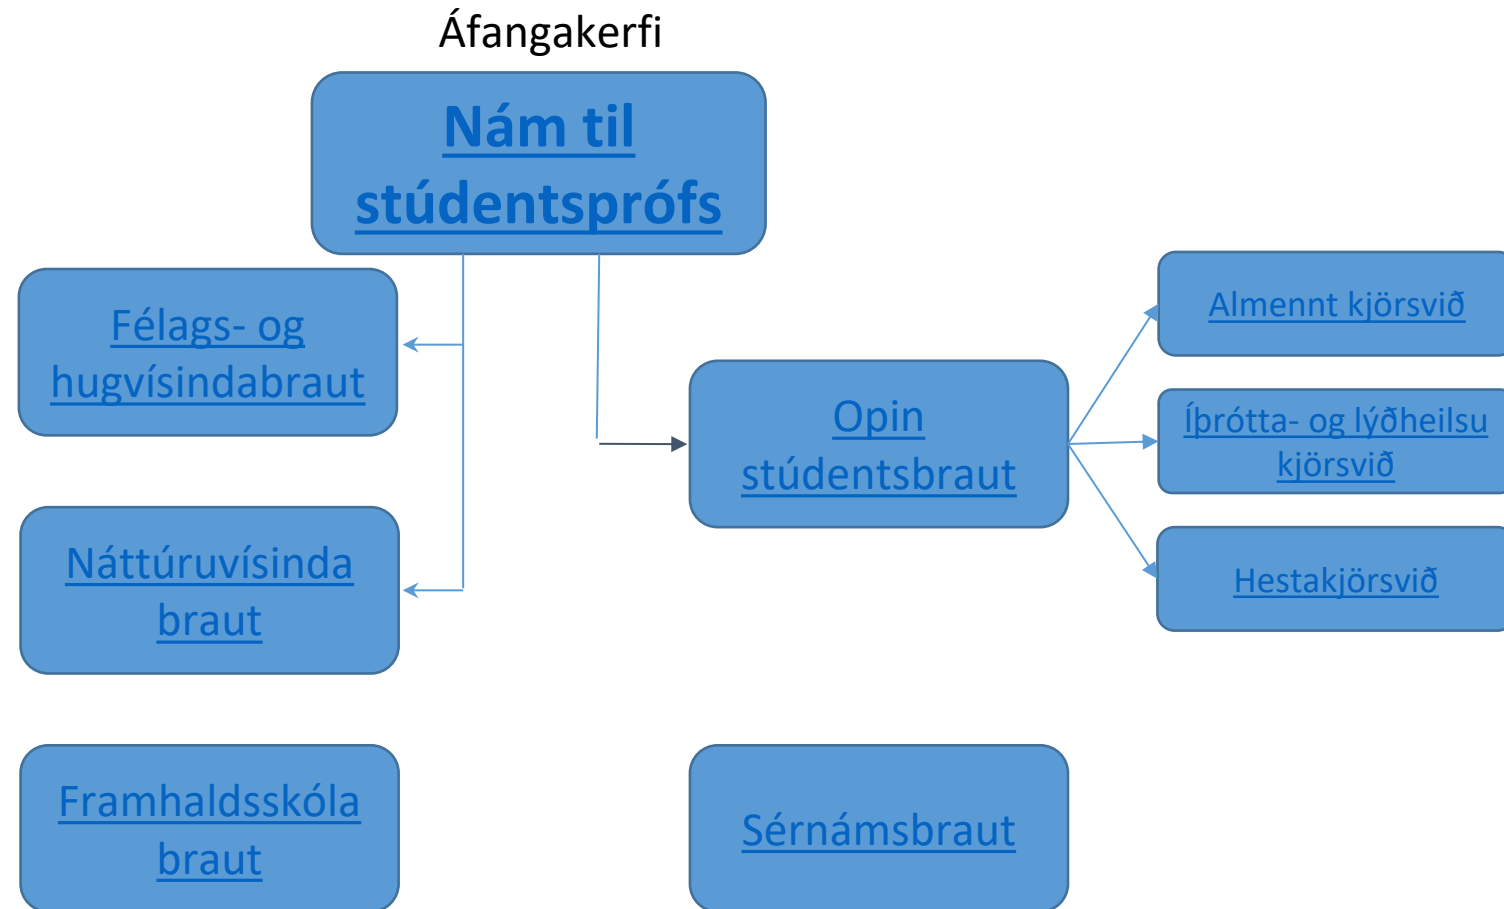 Áfangakerfi
Nám til
stúdentsprófs
Félags- og
hugvísindabraut
Náttúruvísinda
braut
Opin
stúdentsbraut
Almennt kjörsvið
Íþrótta- og lýðheilsu
kjörsvið
Hestakjörsvið
Framhaldsskóla
braut
Sérnámsbraut